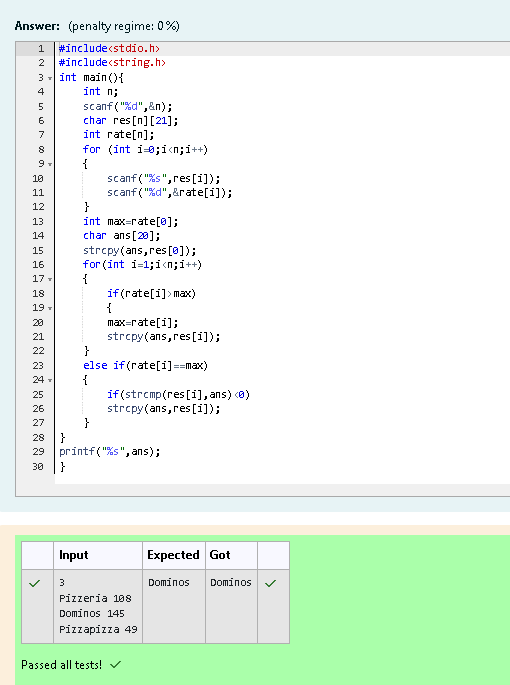 Answer: (penalty regime: 0 %)
1 #include<stdio.h>
2 #include<string.h>
3 int main(){
4 int n;
5 scanf("%d",&n);
6 char res[n][21];
7 int rate[n];
8 for (int i=0;i<n;i++)
9 {
10 scanf("%s",res[i]);
11 scanf("%d",&rate[i]);
12 }
13 int max=rate[0];
14 char ans[20];
15 strcpy(ans,res[0]);
16 for(int i=1;i<n;i++)
17 {
18 if(rate[i]>max)
19 {
20 max=rate[i];
21 strcpy(ans,res[i]);
22 }
23 else if(rate[i]==max)
24 {
25 if(strcmp(res[i],ans)<0)
26 strcpy(ans,res[i]);
27 }
28 }
29 printf("%s",ans);
30 }
Input Expected Got
3 Dominos Dominos
Pizzeria 108
Dominos 145
Pizzapizza 49
Passed all tests!